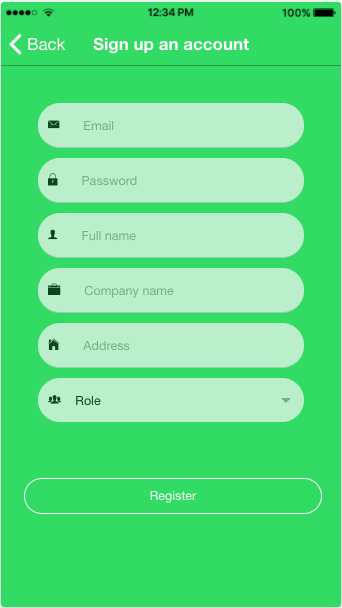 12:34 PM 100%
Back Sign up an account
Email
Password
Full name
Company name
Address
Role
Register